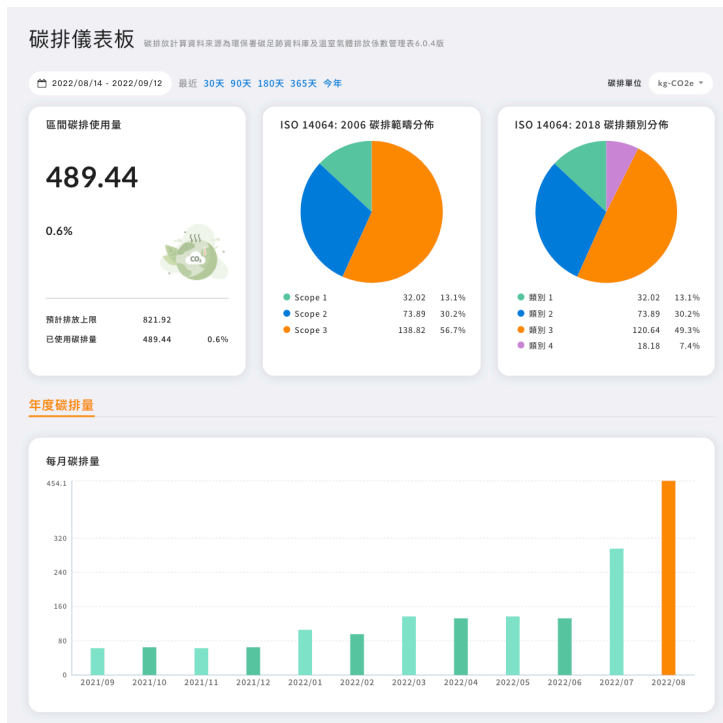 碳排儀表板 碳排放計算資料來源為環保署碳足跡資料庫及溫室氣體排放係數管理表6.0.4版
2022/08/14 - 2022/09/12 最近 30天 90天 180天 365天 今年 碳排單位 kg-CO2e
區間碳排使用量
489.44
0.6%
CO₂
預計排放上限 821.92
已使用碳排量 489.44 0.6%
ISO 14064: 2006 碳排範疇分佈
Scope 1 32.02 13.1%
Scope 2 73.89 30.2%
Scope 3 138.82 56.7%
ISO 14064: 2018 碳排類別分佈
類別 1 32.02 13.1%
類別 2 73.89 30.2%
類別 3 120.64 49.3%
類別 4 18.18 7.4%
年度碳排量
每月碳排量
454.1
320
240
160
80
0
2021/09 2021/10 2021/11 2021/12 2022/01 2022/02 2022/03 2022/04 2022/05 2022/06 2022/07 2022/08